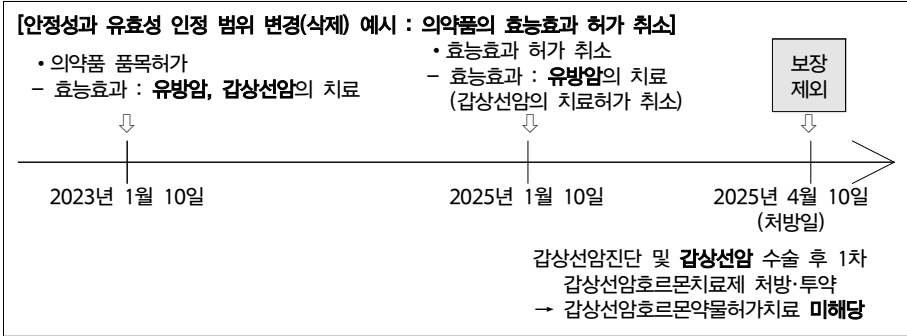 [안정성과 유효성 인정 범위 변경(삭제) 예시 : 의약품의 효능효과 허가 취소]
• 의약품 품목허가
– 효능효과 : 유방암, 갑상선암의 치료
• 효능효과 허가 취소
– 효능효과 : 유방암의 치료
(갑상선암의 치료허가 취소)
보장
제외
2023년 1월 10일
2025년 1월 10일
2025년 4월 10일
(처방일)
갑상선암진단 및 갑상선암 수술 후 1차
갑상선암호르몬치료제 처방·투약
→ 갑상선암호르몬약물허가치료 미해당